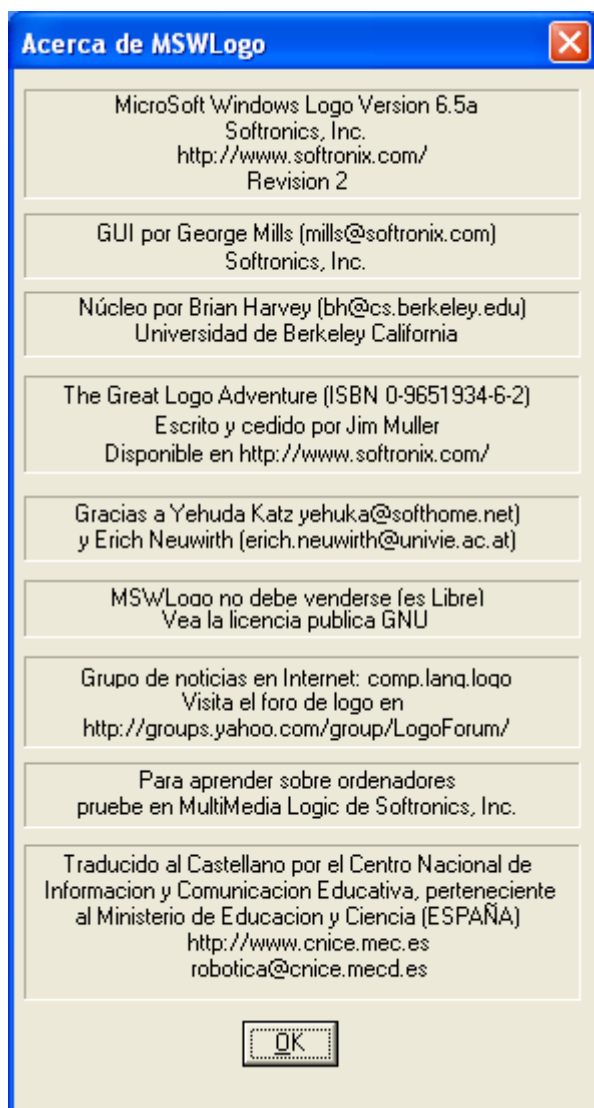 Acerca de MSWLogo
MicroSoft Windows Logo Version 6.5a
Softronics, Inc.
http://www.softronix.com/
Revision 2
GUI por George Mills (mills@softronix.com)
Softronics, Inc.
Núcleo por Brian Harvey (bh@cs.berkeley.edu)
Universidad de Berkeley California
The Great Logo Adventure (ISBN 0-9651934-6-2)
Escrito y cedido por Jim Muller
Disponible en http://www.softronix.com/
Gracias a Yehuda Katz yehuka@softhome.net)
y Erich Neuwirth (erich.neuwirth@univie.ac.at)
MSWLogo no debe venderse (es Libre)
Vea la licencia publica GNU
Grupo de noticias en Internet: comp.lang.logo
Visita el foro de logo en
http://groups.yahoo.com/group/LogoForum/
Para aprender sobre ordenadores
pruebe en MultiMedia Logic de Softronics, Inc.
Traducido al Castellano por el Centro Nacional de
Informacion y Comunicacion Educativa, perteneciente
al Ministerio de Educacion y Ciencia (ESPAÑA)
http://www.cnice.mec.es
robotica@cnice.mecd.es
OK